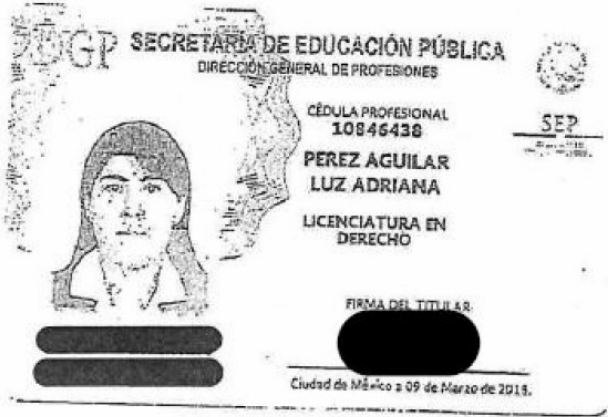 DGP
SECRETARÍA DE EDUCACIÓN PÚBLICA
DIRECCIÓN GENERAL DE PROFESIONES
CÉDULA PROFESIONAL
10846438
SEP
PEREZ AGUILAR
LUZ ADRIANA
LICENCIATURA EN
DERECHO
FIRMA DEL TITULAR
Ciudad de México a 09 de Marzo de 2018.